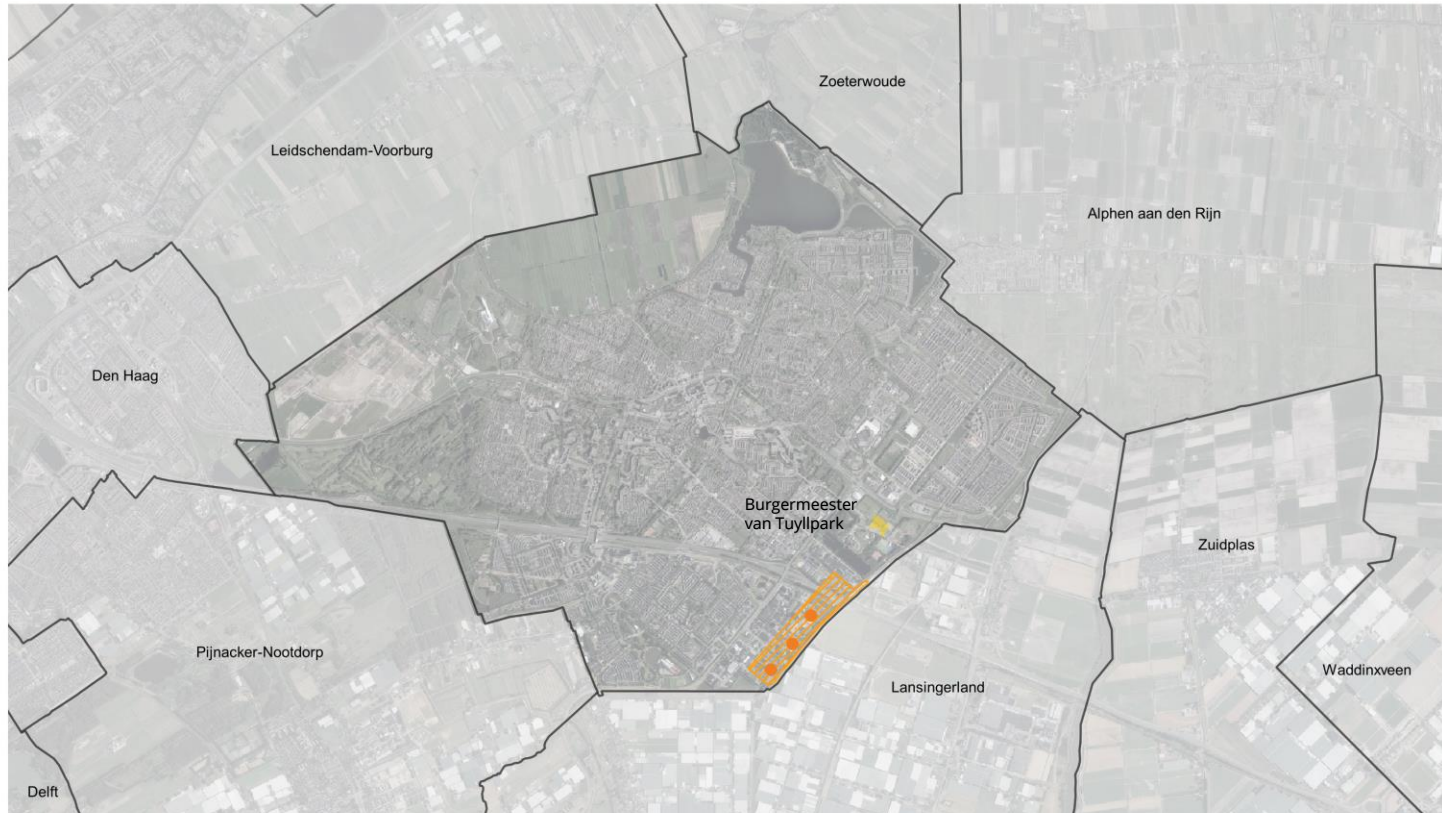 Zoeterwoude
Leidschendam-Voorburg
Alphen aan den Rijn
Den Haag
Burgermeester
van Tuyllpark
Zuidplas
Pijnacker-Nootdorp
Waddinxveen
Lansingerland
Delft